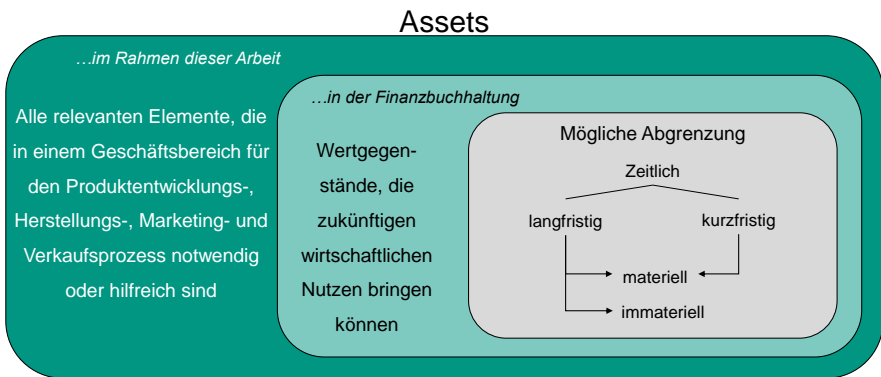 Assets
…im Rahmen dieser Arbeit
Alle relevanten Elemente, die
in einem Geschäftsbereich für
den Produktentwicklungs-,
Herstellungs-, Marketing- und
Verkaufsprozess notwendig
oder hilfreich sind
…in der Finanzbuchhaltung
Wertgegen-
stände, die
zukünftigen
wirtschaftlichen
Nutzen bringen
können
Mögliche Abgrenzung
Zeitlich
langfristig
kurzfristig
materiell
immateriell